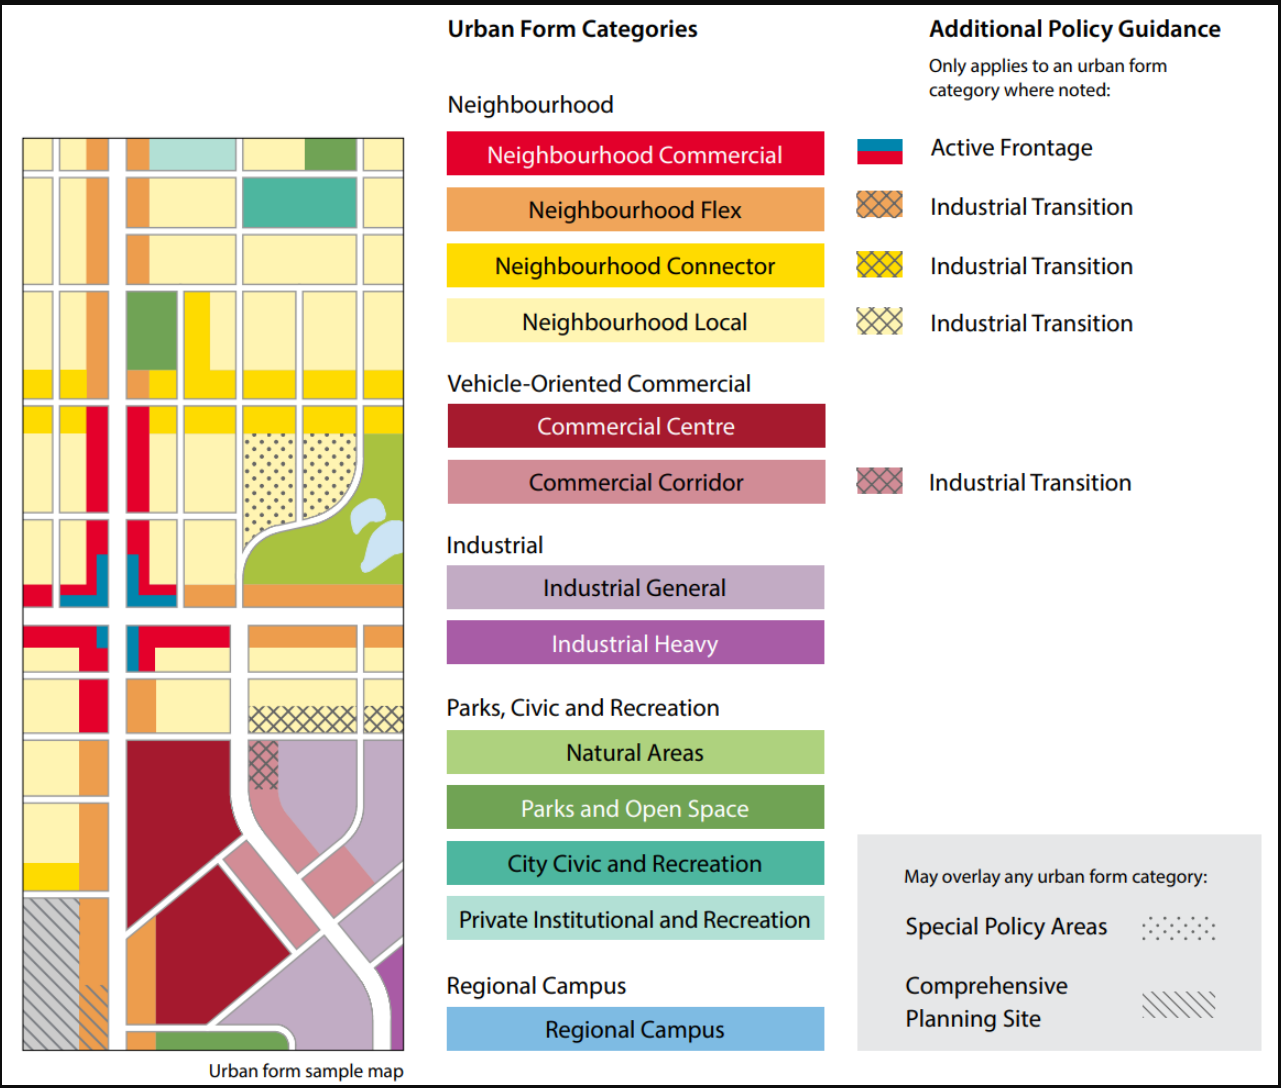 Urban Form Categories
Neighbourhood
Neighbourhood Commercial
Neighbourhood Flex
Neighbourhood Connector
Neighbourhood Local
Vehicle-Oriented Commercial
Commercial Centre
Commercial Corridor
Industrial
Industrial General
Industrial Heavy
Parks, Civic and Recreation
Natural Areas
Parks and Open Space
City Civic and Recreation
Private Institutional and Recreation
Regional Campus
Regional Campus
Additional Policy Guidance
Only applies to an urban form
category where noted:
Active Frontage
Industrial Transition
Industrial Transition
Industrial Transition
Industrial Transition
May overlay any urban form category:
Special Policy Areas
Comprehensive
Planning Site
Urban form sample map